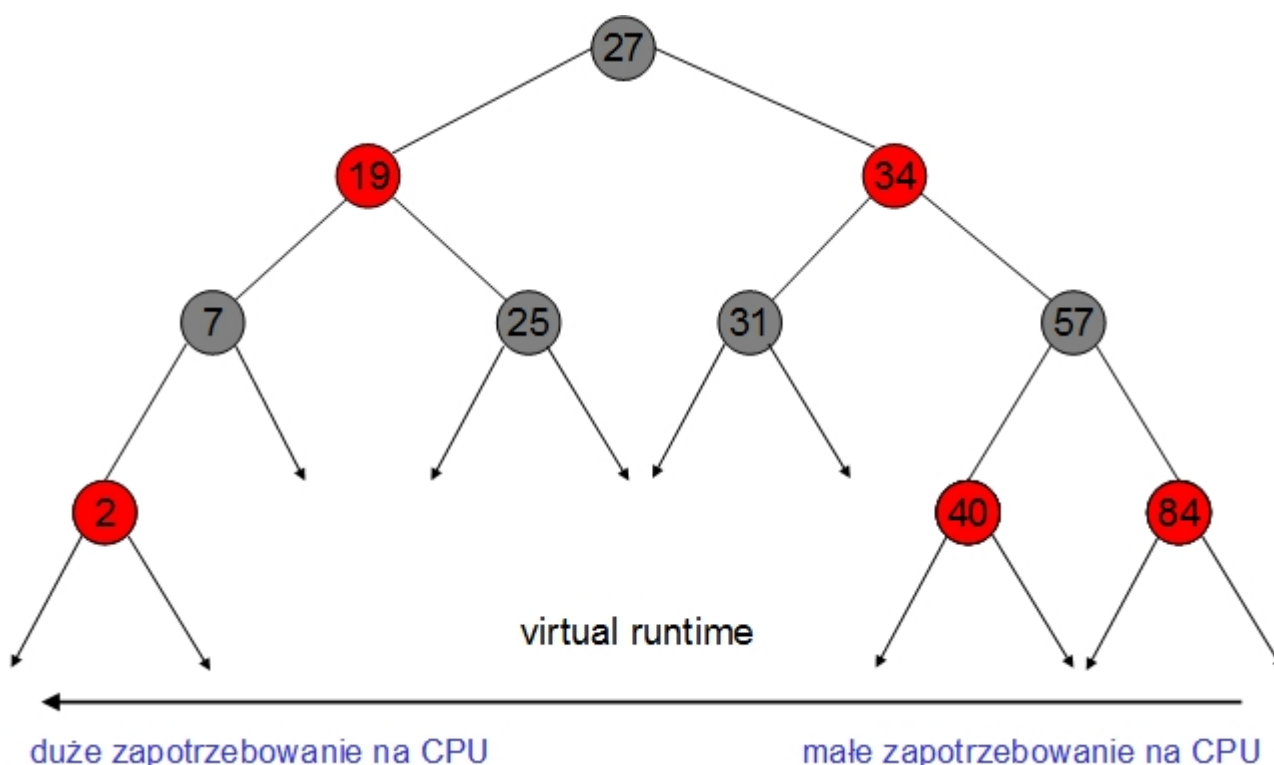 27
19 34
7 25 31 57
2 40 84
virtual runtime
duże zapotrzebowanie na CPU małe zapotrzebowanie na CPU